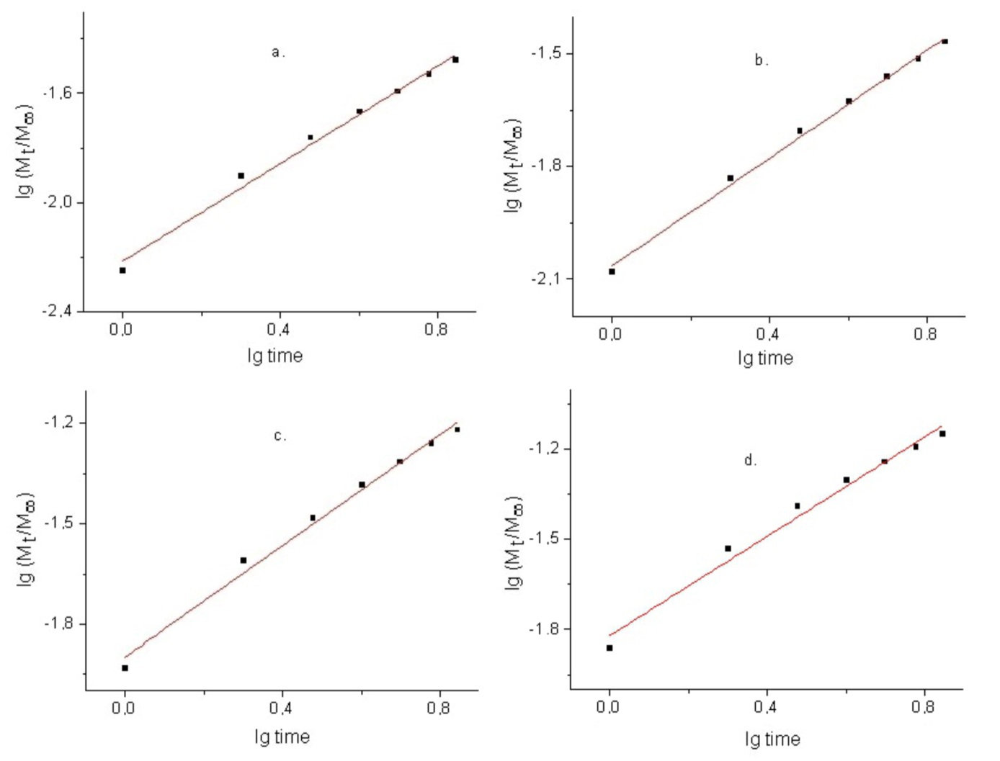 a.
-1,6
-2,0
-2,4
lg (Mt/M∞)
0,0 0,4 0,8
lg time
b.
-1,5
-1,8
-2,1
lg (Mt/M∞)
0,0 0,4 0,8
lg time
c.
-1,2
-1,5
-1,8
lg (Mt/M∞)
0,0 0,4 0,8
lg time
d.
-1,2
-1,5
-1,8
lg (Mt/M∞)
0,0 0,4 0,8
lg time